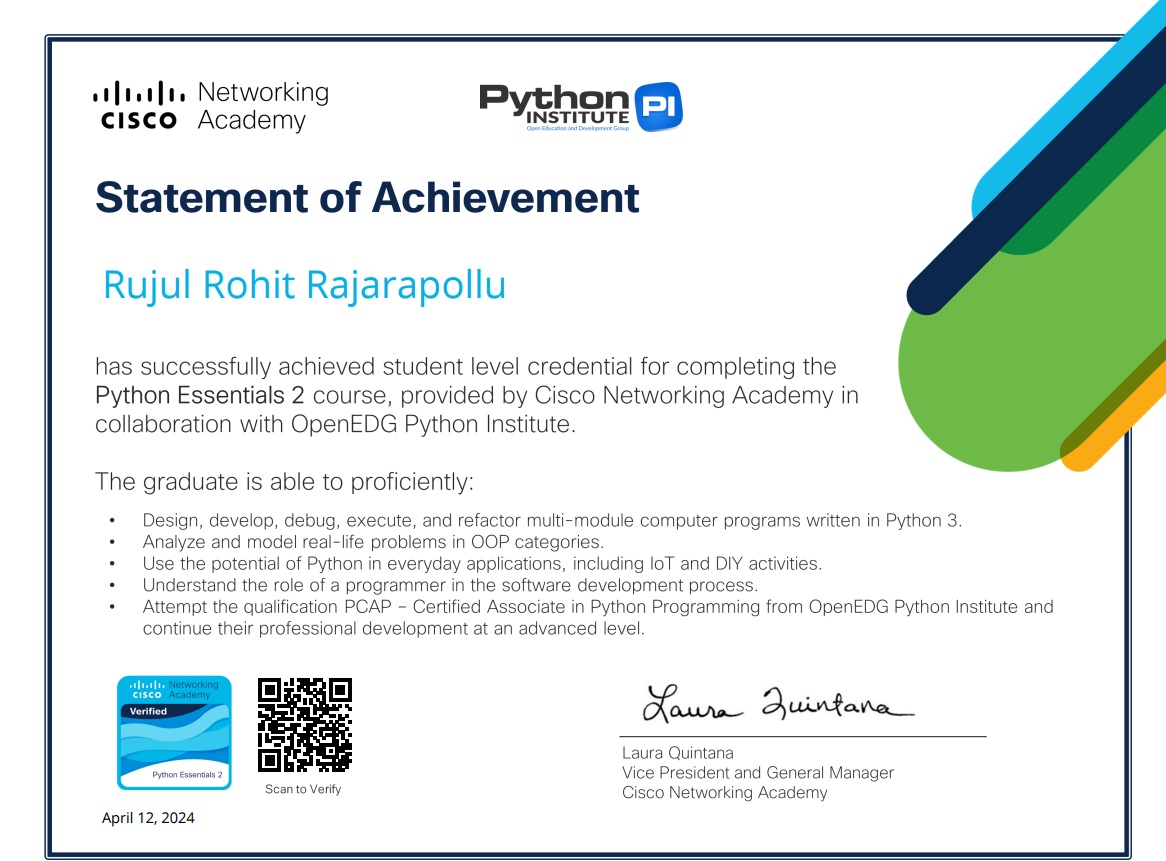 CISCO
Networking
Academy
Python
INSTITUTE
Open Education and Development Group
PI
Statement of Achievement
Rujul Rohit Rajarapollu
has successfully achieved student level credential for completing the
Python Essentials 2 course, provided by Cisco Networking Academy in
collaboration with OpenEDG Python Institute.
The graduate is able to proficiently:
• Design, develop, debug, execute, and refactor multi-module computer programs written in Python 3.
• Analyze and model real-life problems in OOP categories.
• Use the potential of Python in everyday applications, including IoT and DIY activities.
• Understand the role of a programmer in the software development process.
• Attempt the qualification PCAP – Certified Associate in Python Programming from OpenEDG Python Institute and
continue their professional development at an advanced level.
CISCO
Networking
Academy
Verified
Python Essentials 2
Scan to Verify
April 12, 2024
Laura Quintana
Laura Quintana
Vice President and General Manager
Cisco Networking Academy